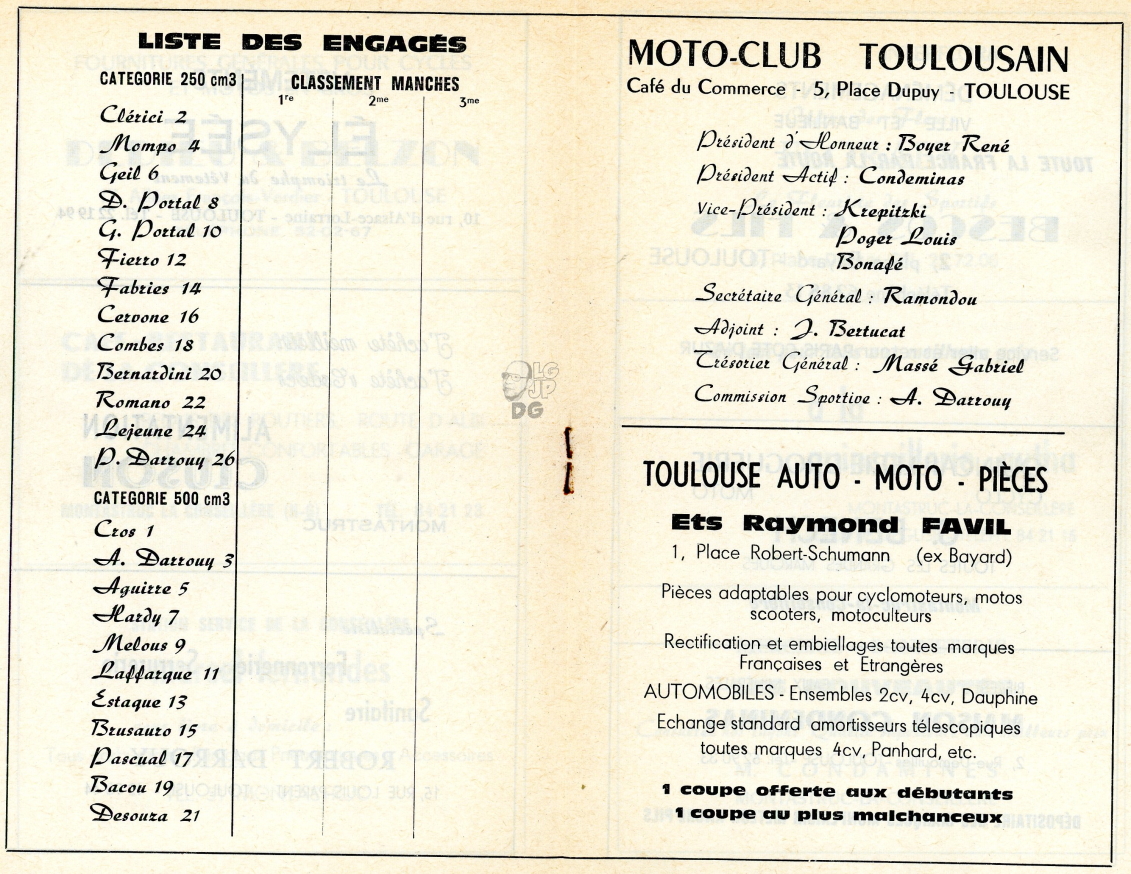 LISTE DES ENGAGÉS
CATEGORIE 250 cm3 CLASSEMENT MANCHES
1re 2me 3me
Clérici 2
Mompo 4
Geil 6
D. Portal 8
G. Portal 10
Fierro 12
Fabries 14
Cervone 16
Combes 18
Bernardini 20
Romano 22
Lejeune 24
P. Darrouy 26
CATEGORIE 500 cm3
Cros 1
A. Darrouy 3
Aguirre 5
Hardy 7
Melous 9
Laffargue 11
Estaque 13
Brusauto 15
Pascual 17
Bacou 19
Desouza 21
LG
JP
DG
MOTO-CLUB TOULOUSAIN
Café du Commerce - 5, Place Dupuy - TOULOUSE
Président d'Honneur : Boyer René
Président Actif : Condeminas
Vice-Président : Krepitzki
Poger Louis
Bonafé
Secrétaire Général : Ramondou
Adjoint : J. Bertucat
Trésorier Général : Massé Gabriel
Commission Sportive : A. Darrouy
TOULOUSE AUTO - MOTO - PIÈCES
Ets Raymond FAVIL
1, Place Robert-Schumann (ex Bayard)
Pièces adaptables pour cyclomoteurs, motos
scooters, motoculteurs
Rectification et embiellages toutes marques
Françaises et Etrangères
AUTOMOBILES - Ensembles 2cv, 4cv, Dauphine
Echange standard amortisseurs télescopiques
toutes marques 4cv, Panhard, etc.
1 coupe offerte aux débutants
1 coupe au plus malchanceux